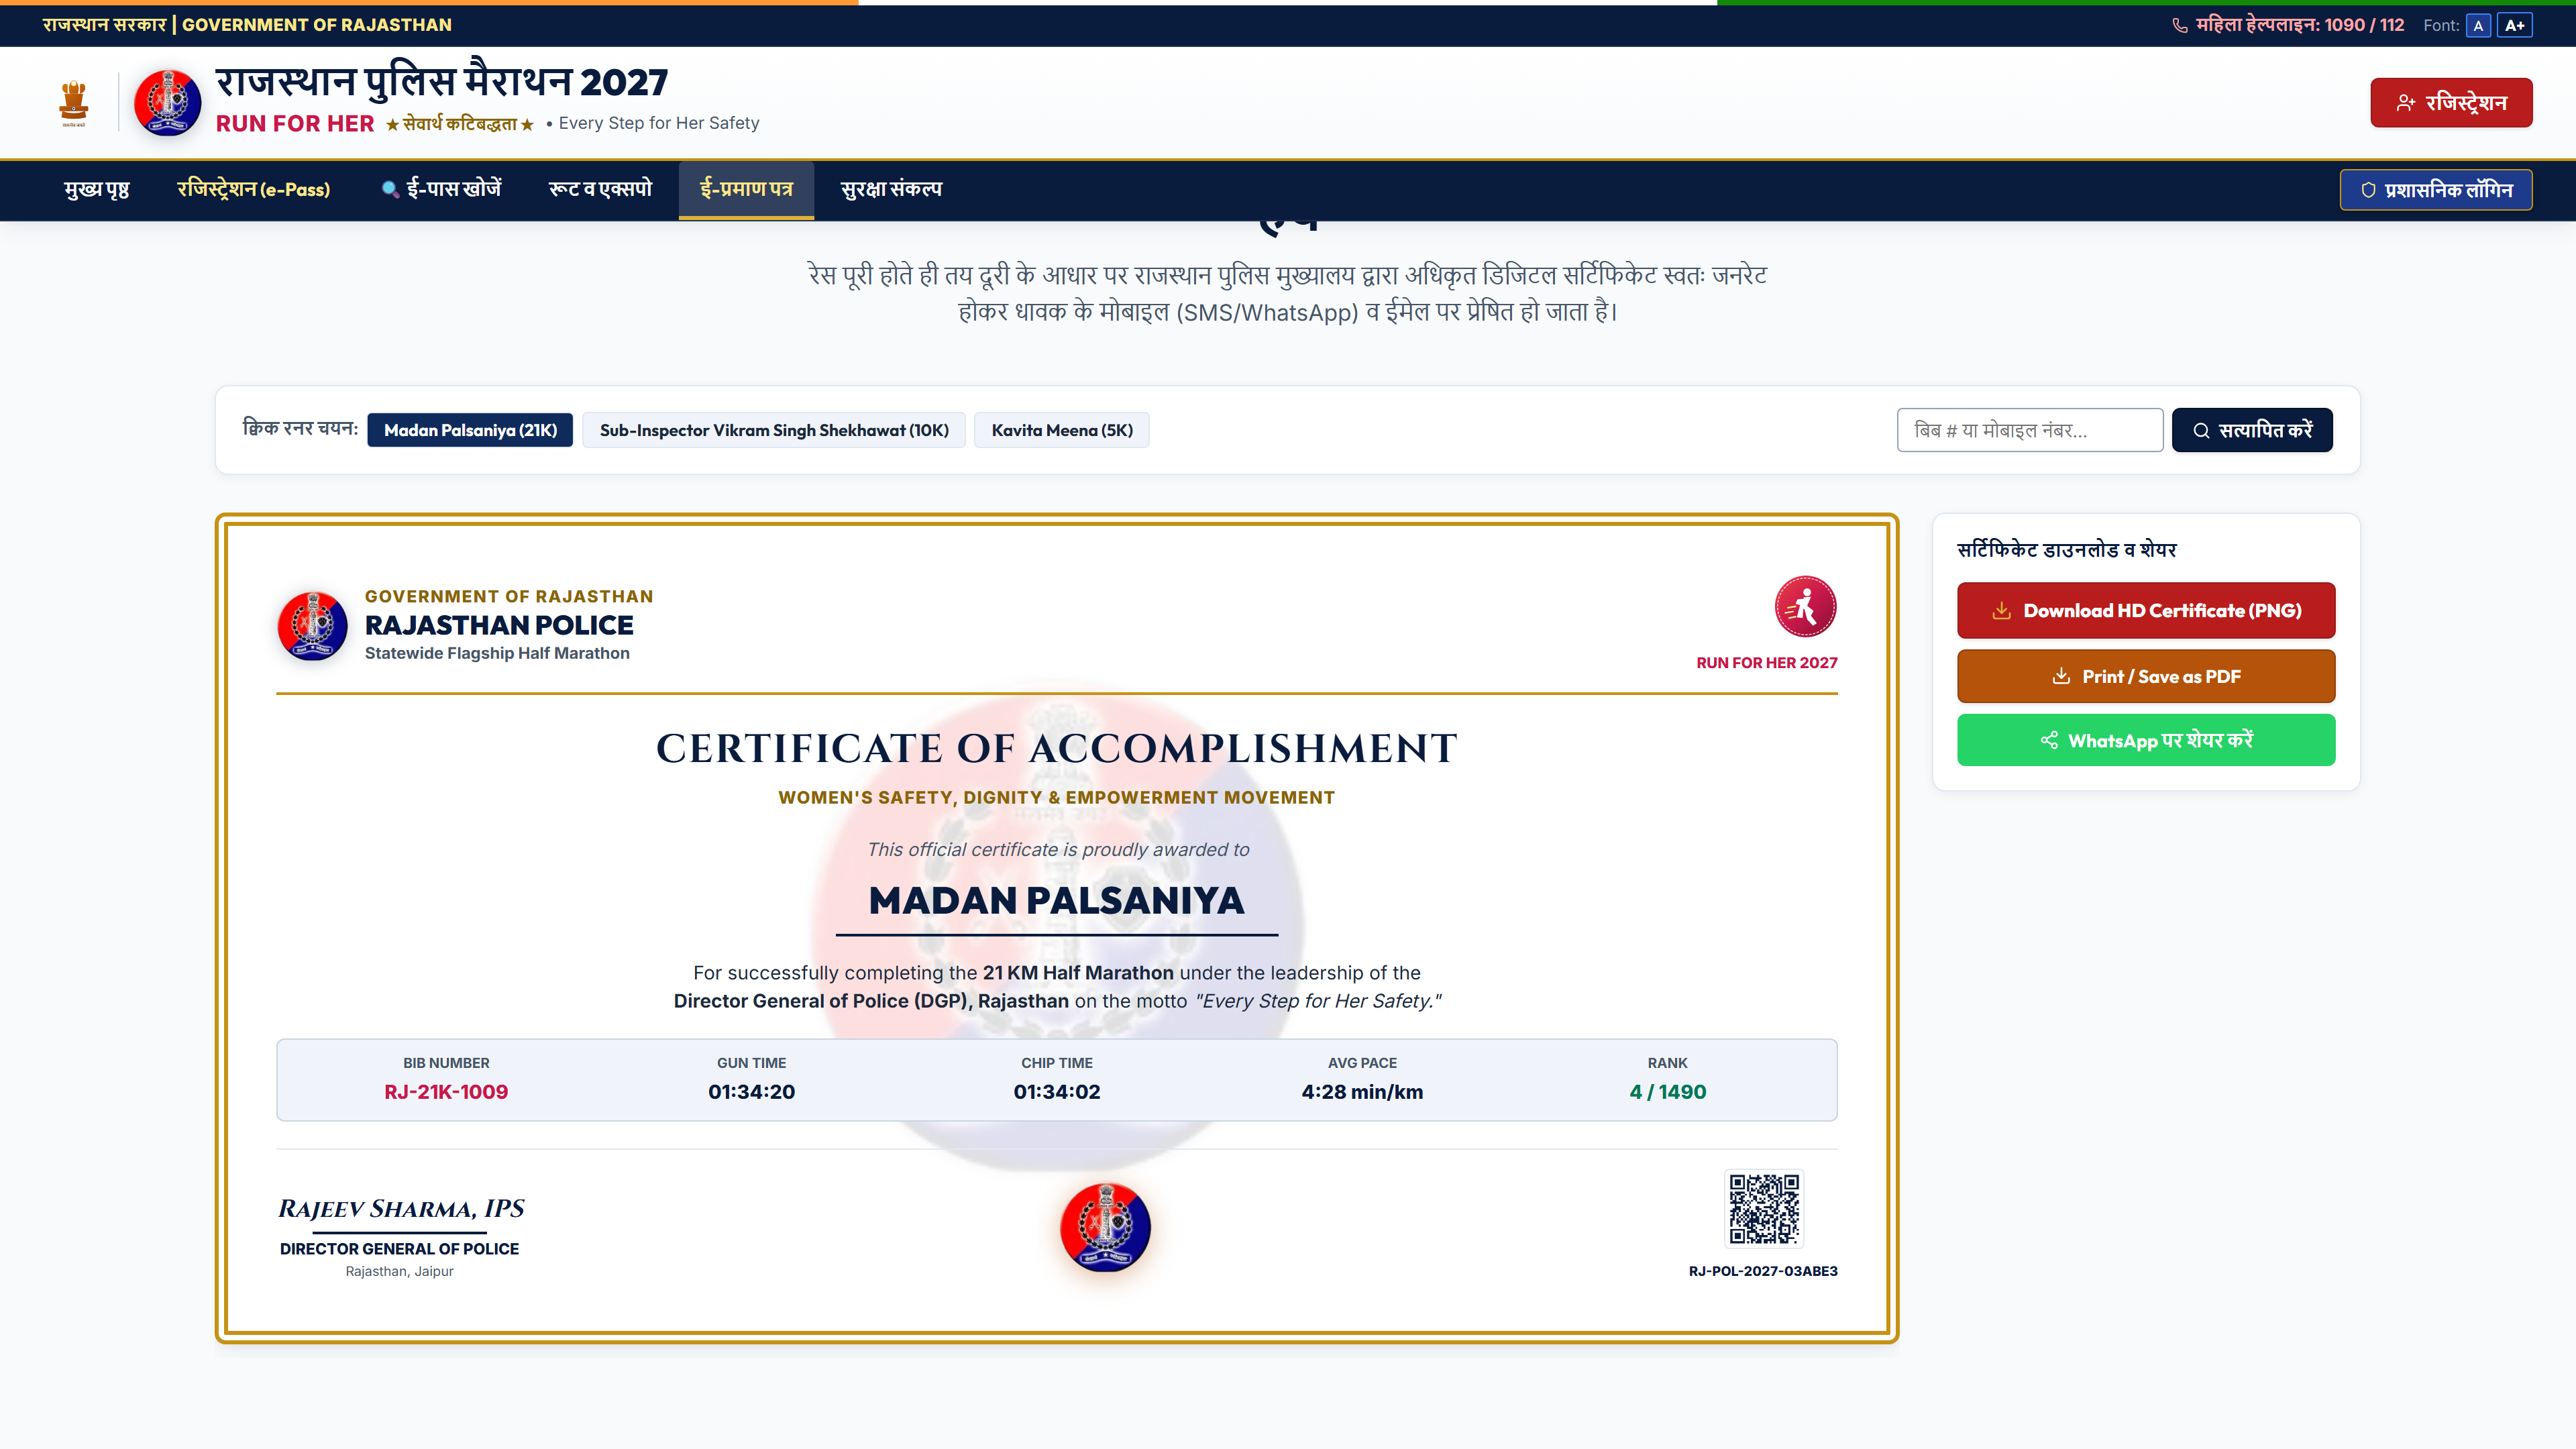 राजस्थान सरकार | GOVERNMENT OF RAJASTHAN
महिला हेल्पलाइन: 1090 / 112
Font: A A+
राजस्थान पुलिस मैराथन 2027
RUN FOR HER ★ सेवार्थ कटिबद्धता ★ • Every Step for Her Safety
रजिस्ट्रेशन
मुख्य पृष्ठ
रजिस्ट्रेशन (e-Pass)
ई-पास खोजें
रूट व एक्सपो
ई-प्रमाण पत्र
सुरक्षा संकल्प
प्रशासनिक लॉगिन
रेस पूरी होते ही तय दूरी के आधार पर राजस्थान पुलिस मुख्यालय द्वारा अधिकृत डिजिटल सर्टिफिकेट स्वतः जनरेट
होकर धावक के मोबाइल (SMS/WhatsApp) व ईमेल पर प्रेषित हो जाता है।
क्विक रनर चयन:
Madan Palsaniya (21K)
Sub-Inspector Vikram Singh Shekhawat (10K)
Kavita Meena (5K)
बिब # या मोबाइल नंबर...
सत्यापित करें
GOVERNMENT OF RAJASTHAN
RAJASTHAN POLICE
Statewide Flagship Half Marathon
RUN FOR HER 2027
CERTIFICATE OF ACCOMPLISHMENT
WOMEN'S SAFETY, DIGNITY & EMPOWERMENT MOVEMENT
This official certificate is proudly awarded to
MADAN PALSANIYA
For successfully completing the 21 KM Half Marathon under the leadership of the
Director General of Police (DGP), Rajasthan on the motto "Every Step for Her Safety."
BIB NUMBER
RJ-21K-1009
GUN TIME
01:34:20
CHIP TIME
01:34:02
AVG PACE
4:28 min/km
RANK
4 / 1490
Rajeev Sharma, IPS
DIRECTOR GENERAL OF POLICE
Rajasthan, Jaipur
RJ-POL-2027-03ABE3
सर्टिफिकेट डाउनलोड व शेयर
Download HD Certificate (PNG)
Print / Save as PDF
WhatsApp पर शेयर करें